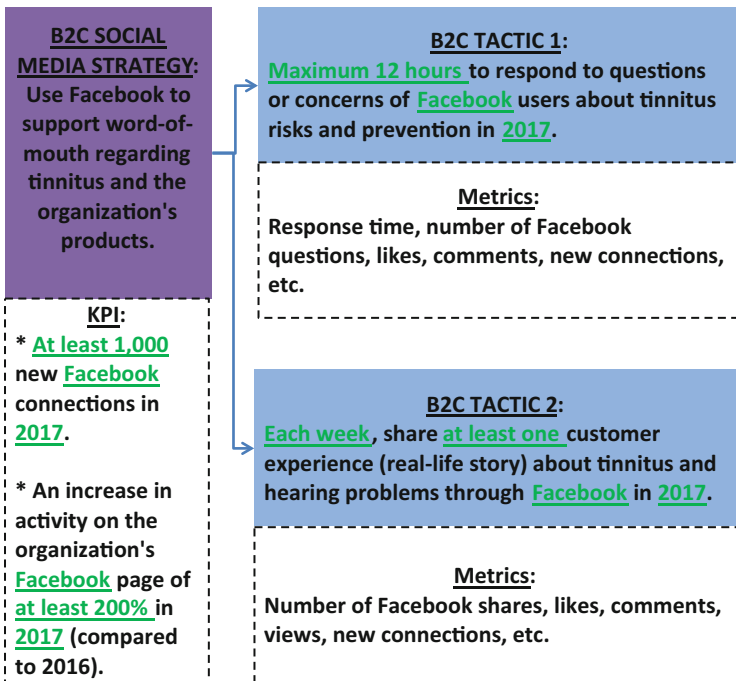 B2C SOCIAL
MEDIA STRATEGY:
Use Facebook to
support word-of-
mouth regarding
tinnitus and the
organization's
products.
KPI:
* At least 1,000
new Facebook
connections in
2017.
* An increase in
activity on the
organization's
Facebook page of
at least 200% in
2017 (compared
to 2016).
B2C TACTIC 1:
Maximum 12 hours to respond to questions
or concerns of Facebook users about tinnitus
risks and prevention in 2017.
Metrics:
Response time, number of Facebook
questions, likes, comments, new connections,
etc.
B2C TACTIC 2:
Each week, share at least one customer
experience (real-life story) about tinnitus and
hearing problems through Facebook in 2017.
Metrics:
Number of Facebook shares, likes, comments,
views, new connections, etc.